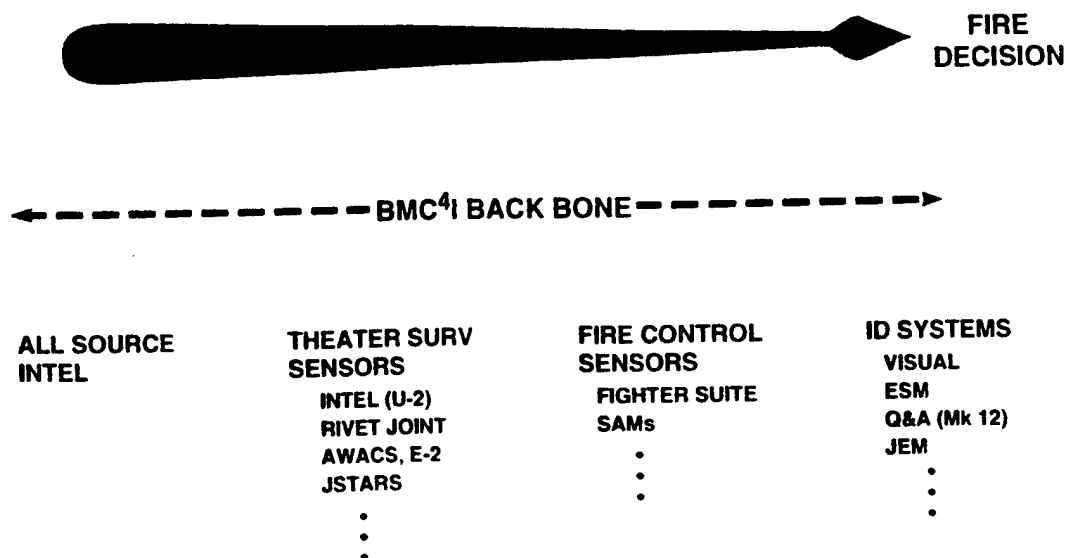 FIRE
DECISION
BMC⁴I BACK BONE
ALL SOURCE
INTEL
THEATER SURV
SENSORS
INTEL (U-2)
RIVET JOINT
AWACS, E-2
JSTARS
FIRE CONTROL
SENSORS
FIGHTER SUITE
SAMs
ID SYSTEMS
VISUAL
ESM
Q&A (Mk 12)
JEM